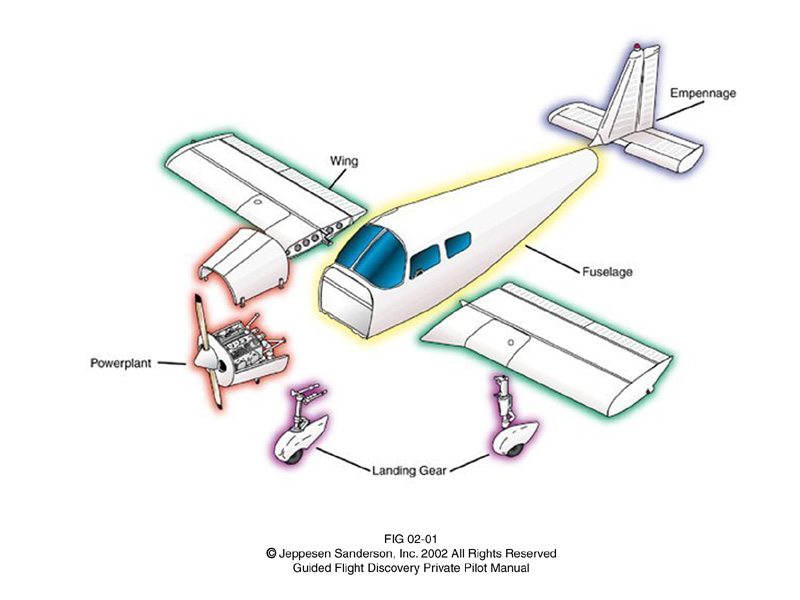 Empennage
Wing
Fuselage
Powerplant
Landing Gear
FIG 02-01
© Jeppesen Sanderson, Inc. 2002 All Rights Reserved
Guided Flight Discovery Private Pilot Manual